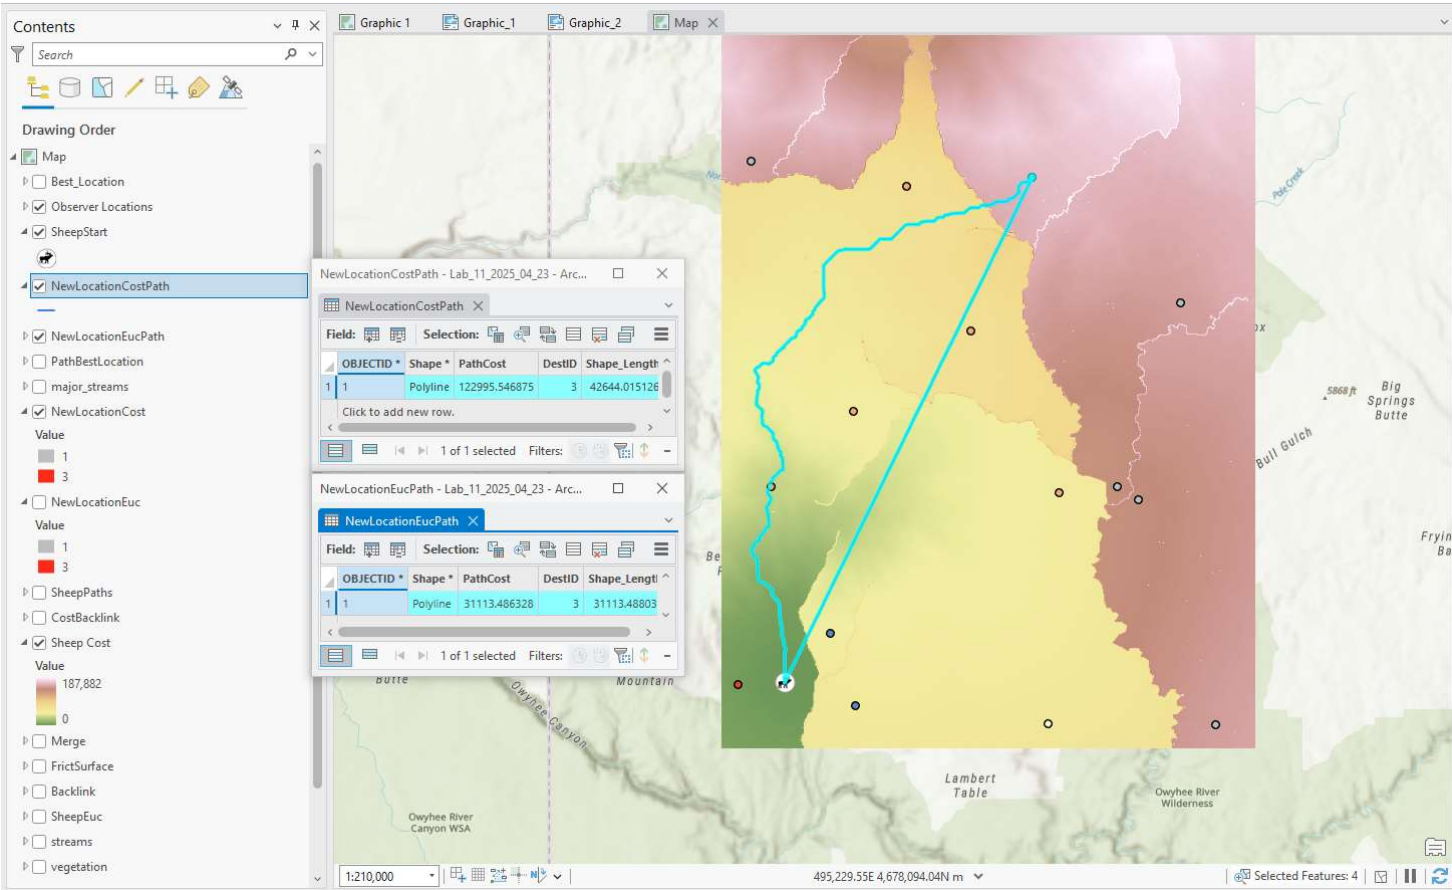 Contents
Search
Drawing Order
Map
Best_Location
Observer Locations
SheepStart
NewLocationCostPath
NewLocationEucPath
PathBestLocation
major_streams
NewLocationCost
Value
1
3
NewLocationEuc
Value
1
3
SheepPaths
CostBacklink
Sheep Cost
Value
187,882
0
Merge
FrictSurface
Backlink
SheepEuc
streams
vegetation
Graphic 1
Graphic_1
Graphic_2
Map
NewLocationCostPath - Lab_11_2025_04_23 - Arc...
NewLocationCostPath
Field: Selection:
OBJECTID * Shape * PathCost DestID Shape_Length
1 1 Polyline 122995.546875 3 42644.015126
Click to add new row.
1 of 1 selected Filters:
NewLocationEucPath - Lab_11_2025_04_23 - Arc...
NewLocationEucPath
Field: Selection:
OBJECTID * Shape * PathCost DestID Shape_Lengtl
1 1 Polyline 31113.486328 3 31113.48803
1 of 1 selected Filters:
Pole Creek
5868 ft
Big
Springs
Butte
Bull Gulch
Fryin
Ba
Be
Butte
Mountain
Owyhee Canyon
Lambert
Table
Owyhee River
Wilderness
Owyhee River
Canyon WSA
1:210,000
495,229.55E 4,678,094.04N m
Selected Features: 4